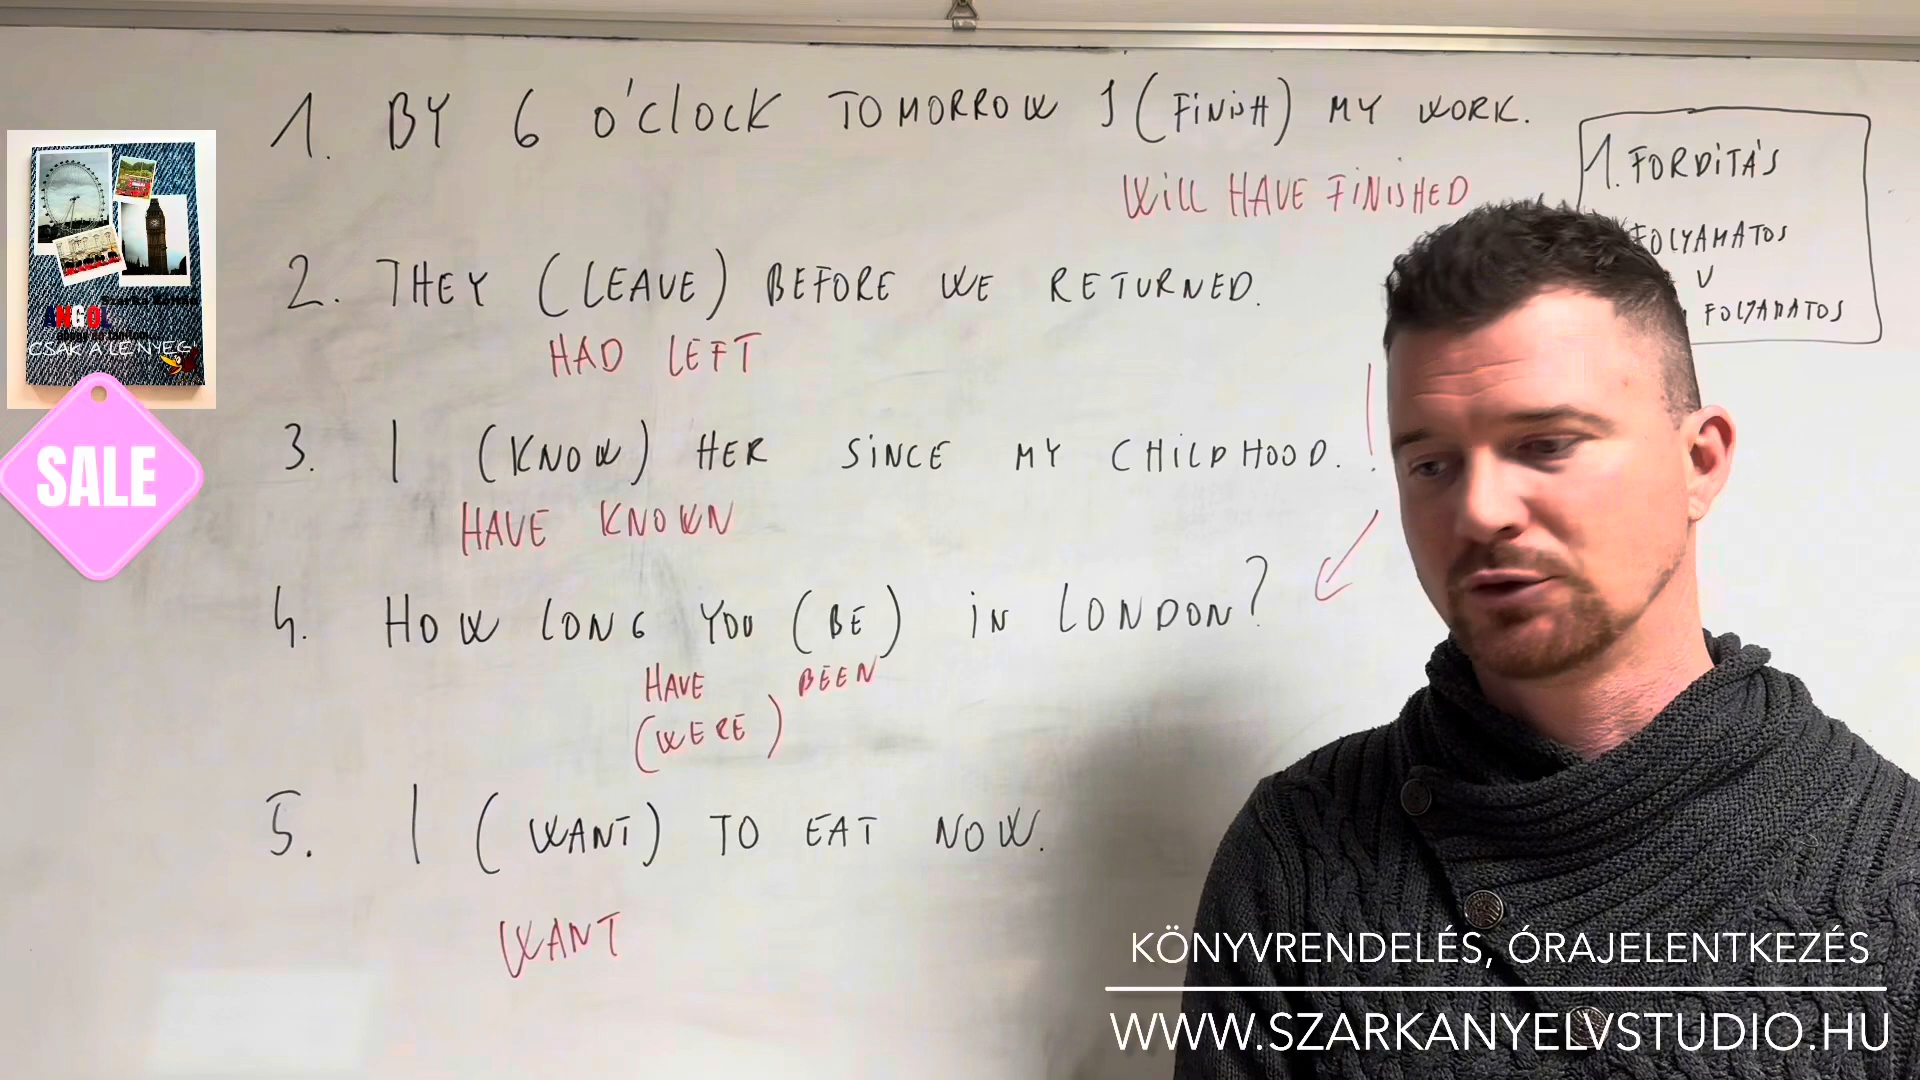 1. BY 6 O'CLOCK TOMORROW I (FINISH) MY WORK.
WILL HAVE FINISHED
2. THEY (LEAVE) BEFORE WE RETURNED.
HAD LEFT
3. I (KNOW) HER SINCE MY CHILDHOOD.
HAVE KNOWN
4. HOW LONG YOU (BE) IN LONDON?
HAVE BEEN
(WERE)
5. I (WANT) TO EAT NOW.
WANT
1. FORDÍTÁS
FOLYAMATOS
V
FOLYAMATOS
ANGOL
CSAK A LÉNYEG
SALE
KÖNYVRENDELÉS, ÓRAJELENTKEZÉS
WWW.SZARKANYELVSTUDIO.HU